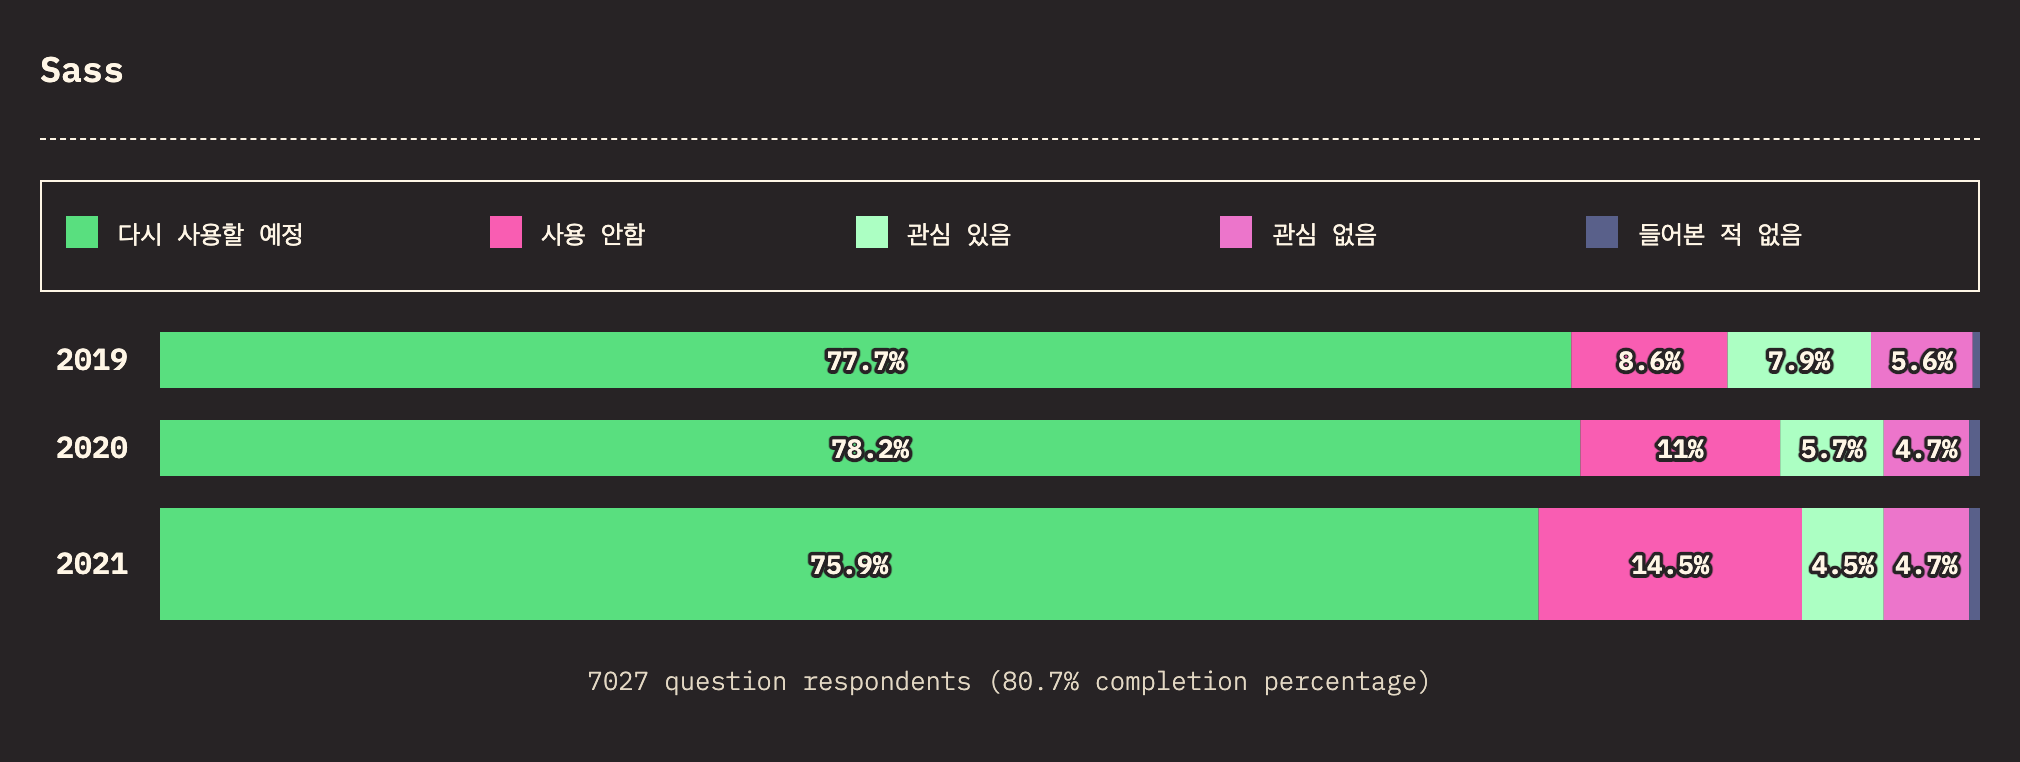 Sass
다시 사용할 예정 사용 안함 관심 있음 관심 없음 들어본 적 없음
2019 77.7% 8.6% 7.9% 5.6%
2020 78.2% 11% 5.7% 4.7%
2021 75.9% 14.5% 4.5% 4.7%
7027 question respondents (80.7% completion percentage)